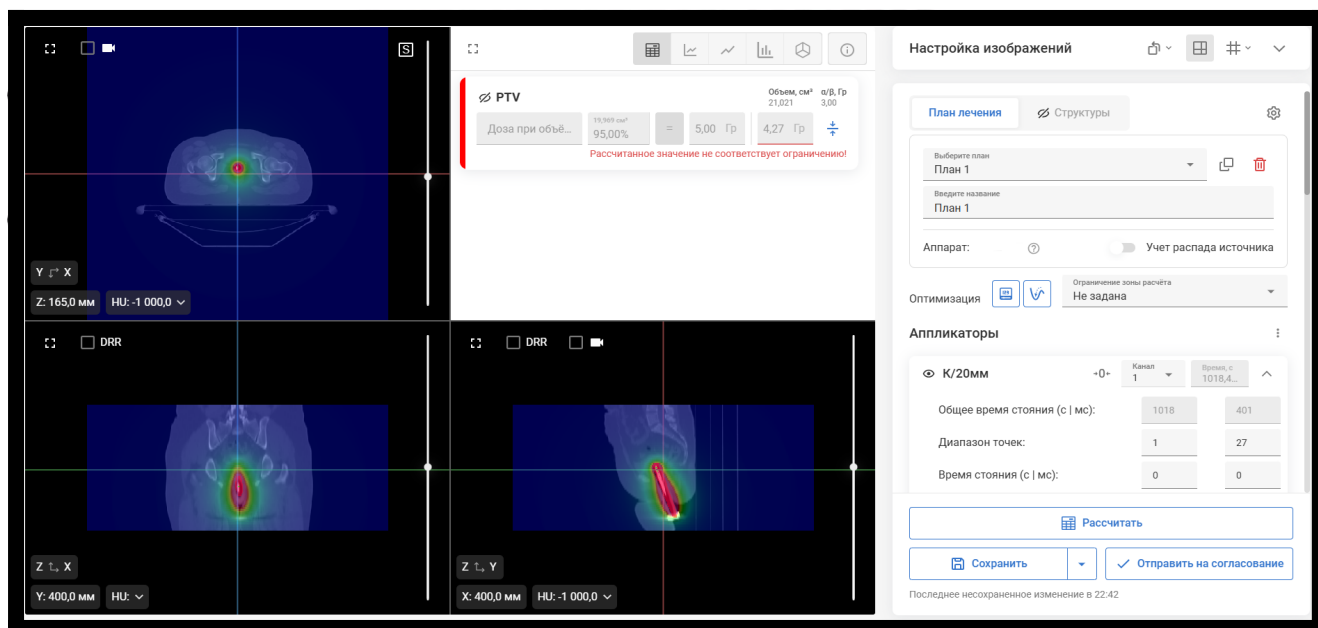 S
PTV
Объем, см³ α/β, Гр
21,021 3,00
Доза при объё... 19,969 см³ 95,00% = 5,00 Гр 4,27 Гр
Рассчитанное значение не соответствует ограничению!
Y X
Z: 165,0 мм HU: -1 000,0
DRR
Z X
Y: 400,0 мм HU:
DRR
Z Y
X: 400,0 мм HU: -1 000,0
Настройка изображений
План лечения Структуры
Выберите план
План 1
Введите название
План 1
Аппарат: Учет распада источника
Оптимизация
Ограничение зоны расчёта
Не задана
Аппликаторы
К/20мм →0← Канал 1 Время, с 1018,4...
Общее время стояния (с | мс): 1018 401
Диапазон точек: 1 27
Время стояния (с | мс): 0 0
Рассчитать
Сохранить Отправить на согласование
Последнее несохраненное изменение в 22:42